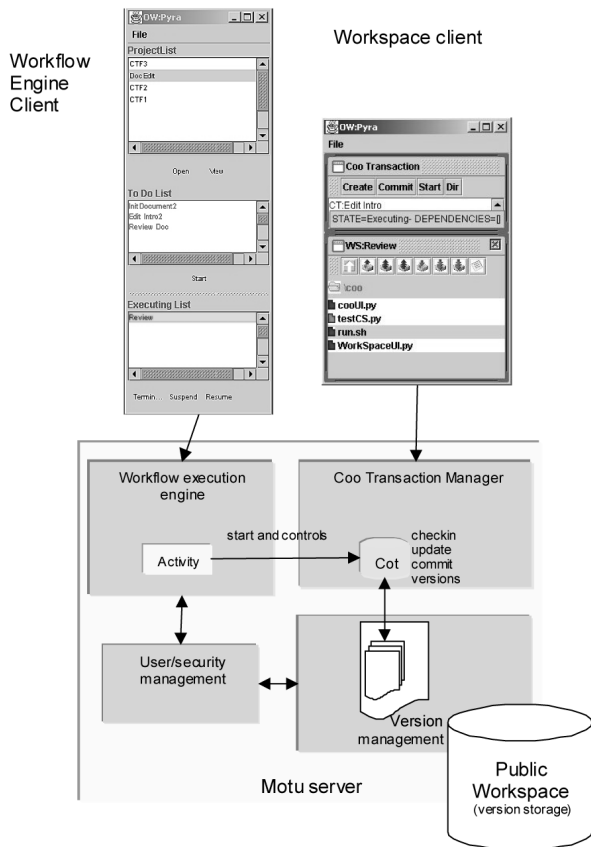 Workflow
Engine
Client
OW:Pyra
File
ProjectList
CTF3
Doc Edit
CTF2
CTF1
Open View
To Do List
Init Document2
Edit Intro2
Review Doc
Start
Executing List
Review
Termin... Suspend Resume
Workspace client
OW:Pyra
File
Coo Transaction
Create Commit Start Dir
CT:Edit Intro
STATE=Executing- DEPENDENCIES=[]
WS:Review
\coo
cooUI.py
testCS.py
run.sh
WorkSpaceUI.py
Workflow execution
engine
Activity
start and controls
Coo Transaction Manager
Cot
checkin
update
commit
versions
User/security
management
Version
management
Motu server
Public
Workspace
(version storage)